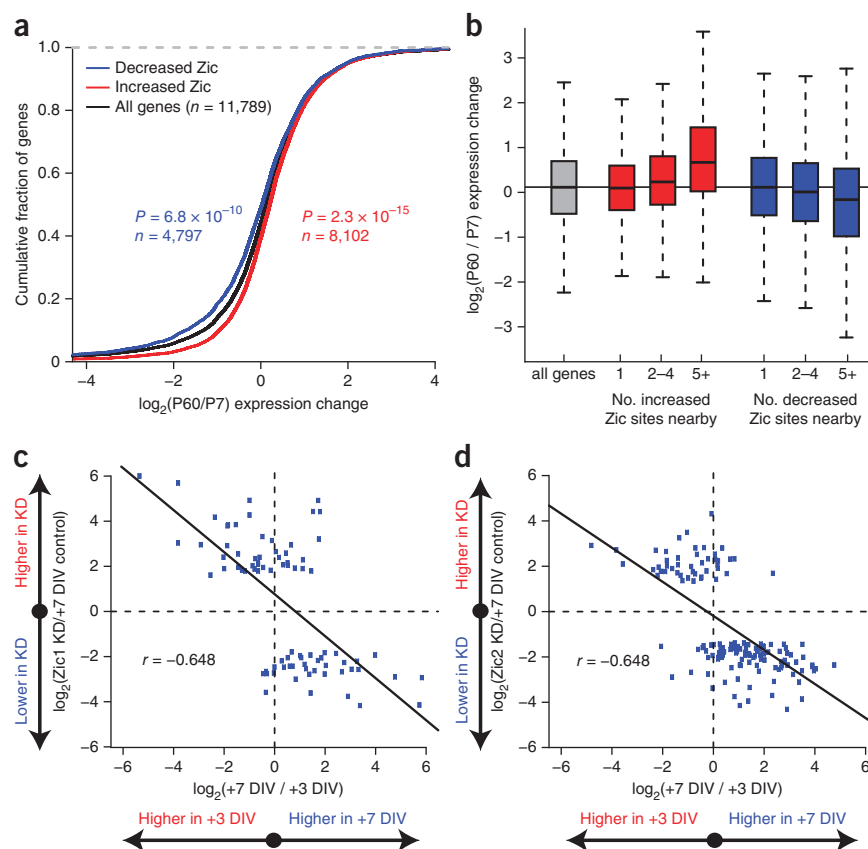 a
1.0
0.8
0.6
0.4
0.2
0
Cumulative fraction of genes
Decreased Zic
Increased Zic
All genes (n = 11,789)
P = 6.8 × 10⁻¹⁰
n = 4,797
P = 2.3 × 10⁻¹⁵
n = 8,102
−4 −2 0 2 4
log₂(P60/P7) expression change
b
3
2
1
0
−1
−2
−3
log₂(P60 / P7) expression change
all genes 1 2–4 5+ 1 2–4 5+
No. increased
Zic sites nearby
No. decreased
Zic sites nearby
c
Higher in KD
Lower in KD
log₂(Zic1 KD/+7 DIV control)
6
4
2
0
−2
−4
−6
r = −0.648
−6 −4 −2 0 2 4 6
log₂(+7 DIV / +3 DIV)
Higher in +3 DIV
Higher in +7 DIV
d
Higher in KD
Lower in KD
log₂(Zic2 KD/+7 DIV control)
6
4
2
0
−2
−4
−6
r = −0.648
−6 −4 −2 0 2 4 6
log₂(+7 DIV / +3 DIV)
Higher in +3 DIV
Higher in +7 DIV